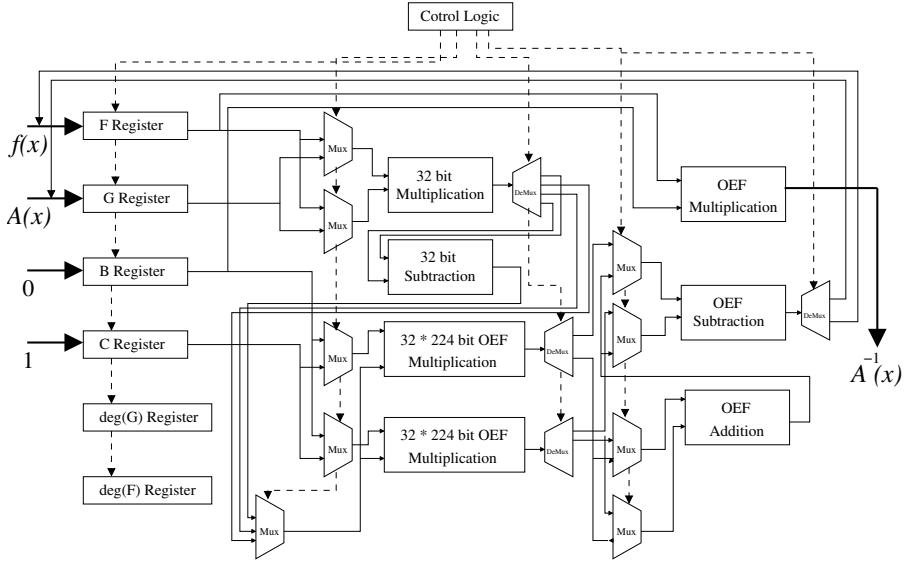 Cotrol Logic
f(x)
F Register
Mux
32 bit
Multiplication
DeMux
OEF
Multiplication
A(x)
G Register
Mux
0
B Register
32 bit
Subtraction
Mux
OEF
Subtraction
DeMux
1
C Register
Mux
32 * 224 bit OEF
Multiplication
DeMux
Mux
A⁻¹(x)
deg(G) Register
Mux
32 * 224 bit OEF
Multiplication
DeMux
Mux
OEF
Addition
deg(F) Register
Mux
Mux